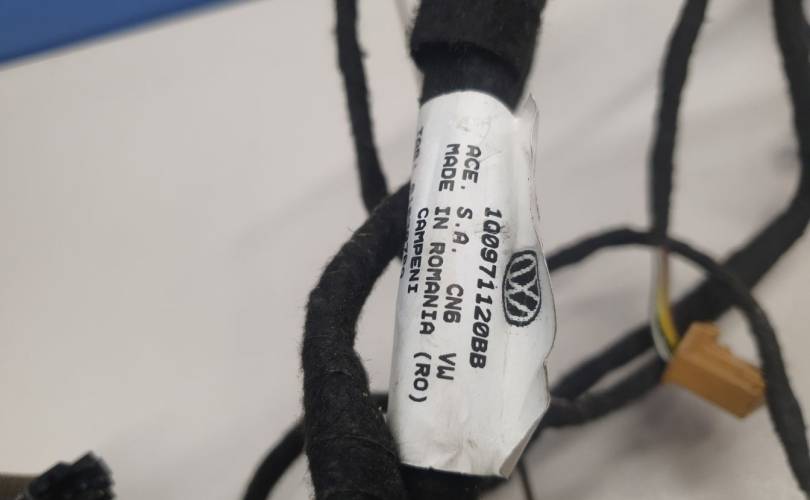 1Q0971120BB
ACE. S.A. CN6 VW
MADE IN ROMANIA (RO)
CAMPENI